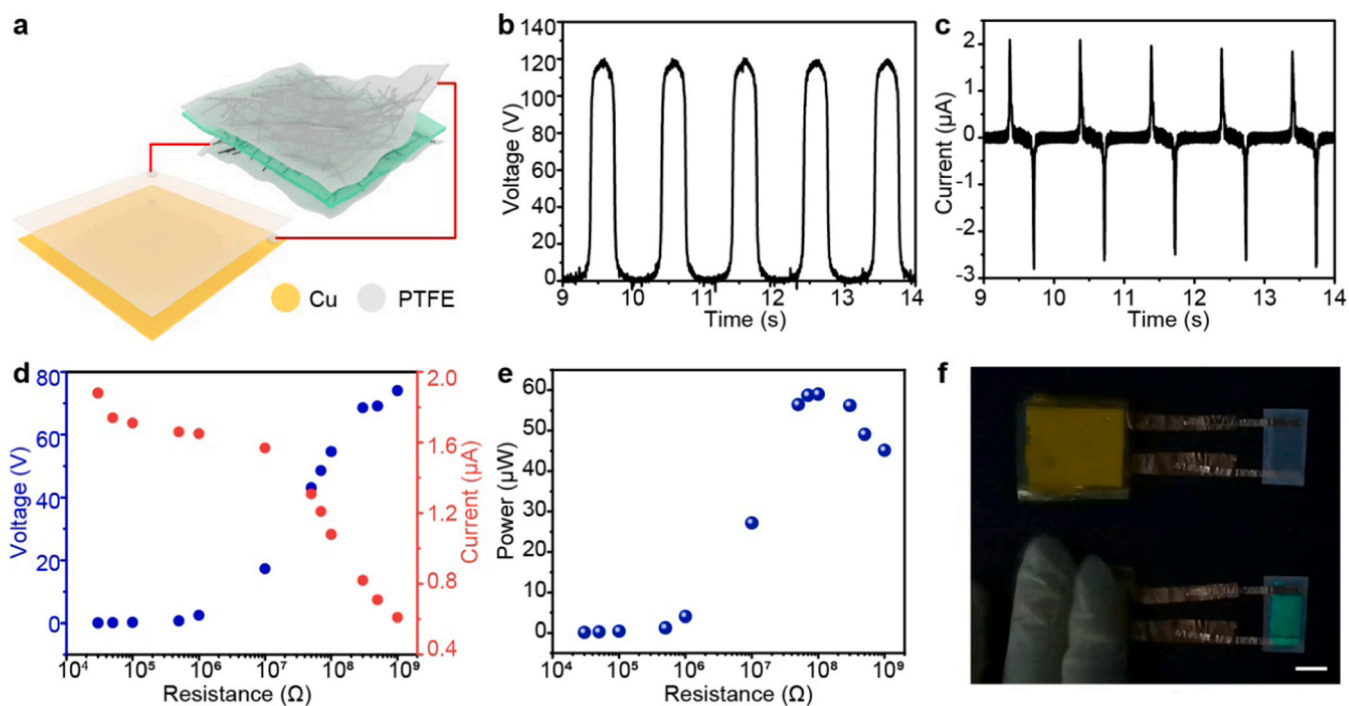 a
Cu
PTFE
b
Voltage (V)
140
120
100
80
60
40
20
0
9 10 11 12 13 14
Time (s)
c
Current (µA)
2
1
0
-1
-2
-3
9 10 11 12 13 14
Time (s)
d
Voltage (V)
80
60
40
20
0
Current (µA)
2.0
1.6
1.2
0.8
0.4
10⁴ 10⁵ 10⁶ 10⁷ 10⁸ 10⁹
Resistance (Ω)
e
Power (µW)
60
50
40
30
20
10
0
10⁴ 10⁵ 10⁶ 10⁷ 10⁸ 10⁹
Resistance (Ω)
f